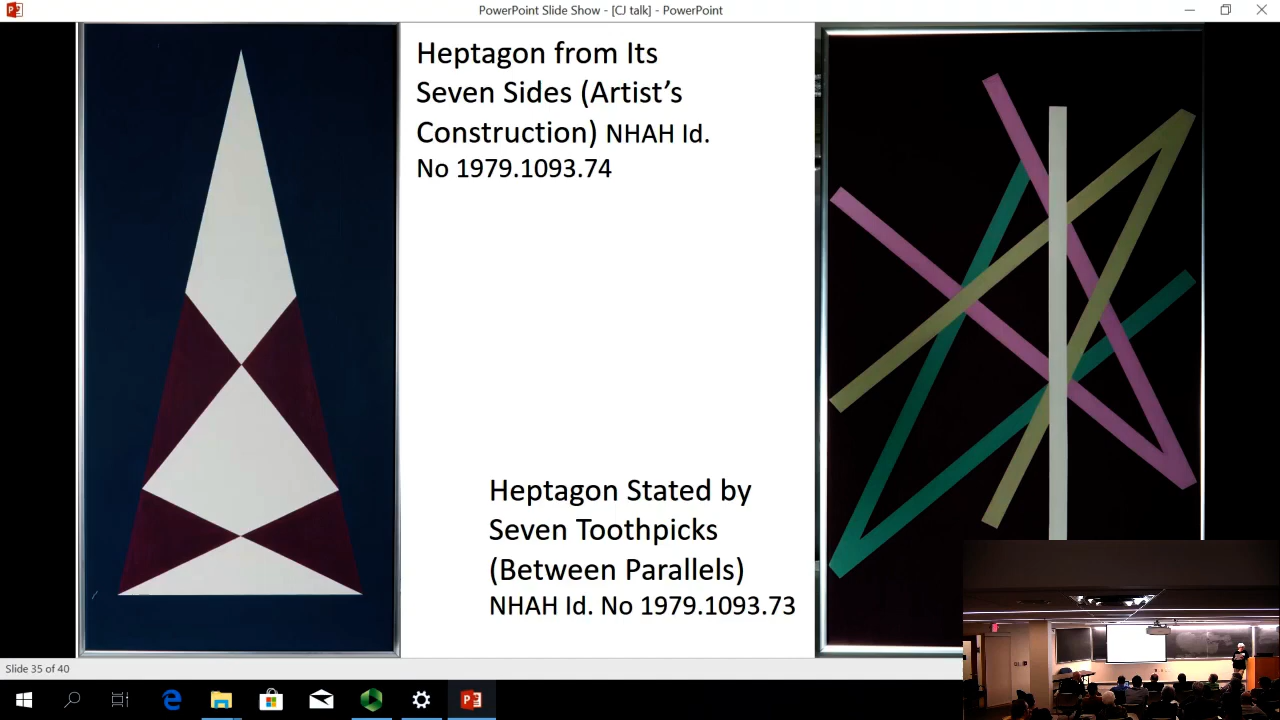 PowerPoint Slide Show - [CJ talk] - PowerPoint
Heptagon from Its
Seven Sides (Artist’s
Construction) NHAH Id.
No 1979.1093.74
Heptagon Stated by
Seven Toothpicks
(Between Parallels)
NHAH Id. No 1979.1093.73
Slide 35 of 40